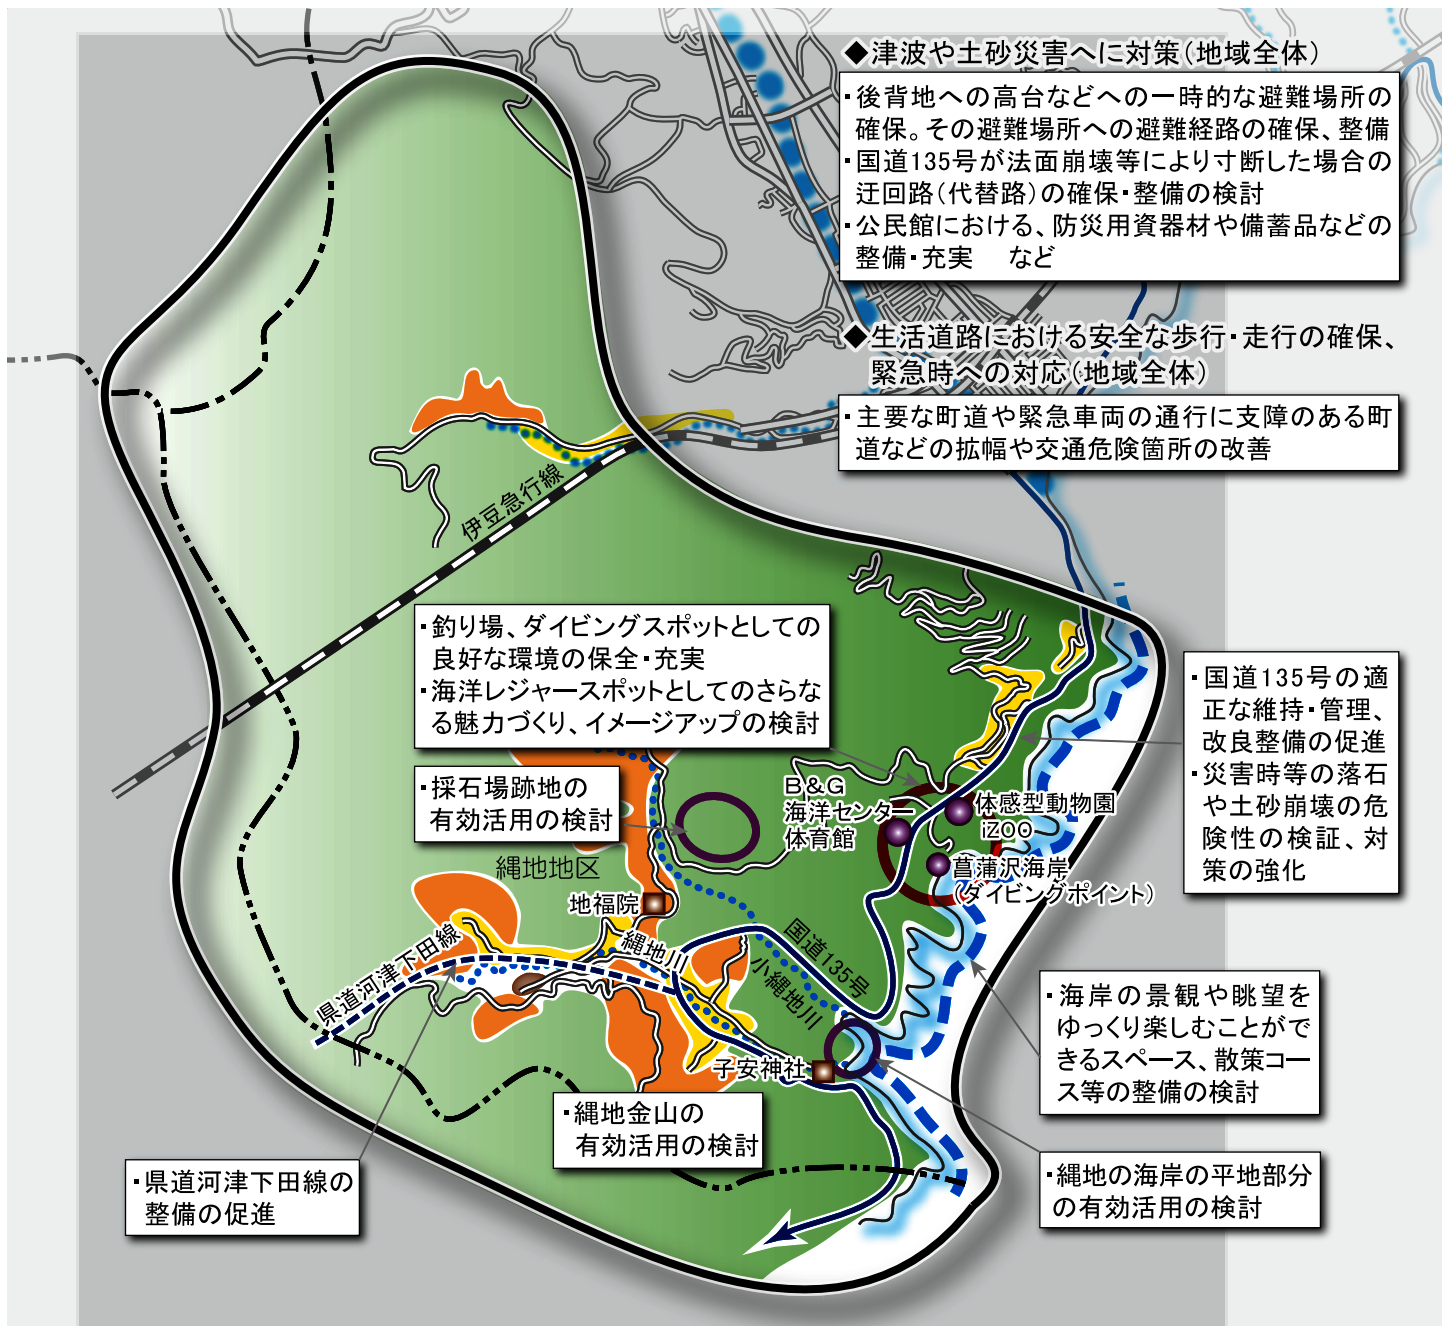 ◆津波や土砂災害へに対策(地域全体)
・後背地への高台などへの一時的な避難場所の
確保。その避難場所への避難経路の確保、整備
・国道135号が法面崩壊等により寸断した場合の
迂回路(代替路)の確保・整備の検討
・公民館における、防災用資器材や備蓄品などの
整備・充実　など
◆生活道路における安全な歩行・走行の確保、
緊急時への対応(地域全体)
・主要な町道や緊急車両の通行に支障のある町
道などの拡幅や交通危険箇所の改善
伊豆急行線
・釣り場、ダイビングスポットとしての
良好な環境の保全・充実
・海洋レジャースポットとしてのさらな
る魅力づくり、イメージアップの検討
・国道135号の適
正な維持・管理、
改良整備の促進
・災害時等の落石
や土砂崩壊の危
険性の検証、対
策の強化
・採石場跡地の
有効活用の検討
B&G
海洋センター
体育館
体感型動物園
iZOO
菖蒲沢海岸
(ダイビングポイント)
縄地地区
地福院
縄地川
国道135号
小縄地川
県道河津下田線
子安神社
・海岸の景観や眺望を
ゆっくり楽しむことがで
きるスペース、散策コー
ス等の整備の検討
・縄地金山の
有効活用の検討
・県道河津下田線の
整備の促進
・縄地の海岸の平地部分
の有効活用の検討